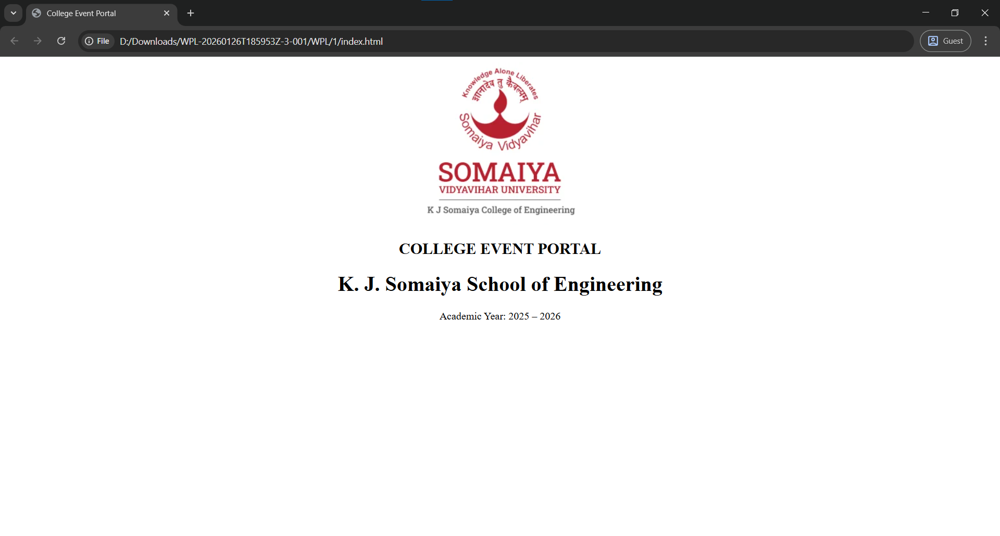 College Event Portal
File
D:/Downloads/WPL-20260126T185953Z-3-001/WPL/1/index.html
Guest
Knowledge Alone Liberates
ज्ञानादेव तु कैवल्यम्
Somaiya Vidyavihar
SOMAIYA
VIDYAVIHAR UNIVERSITY
K J Somaiya College of Engineering
COLLEGE EVENT PORTAL
K. J. Somaiya School of Engineering
Academic Year: 2025 – 2026